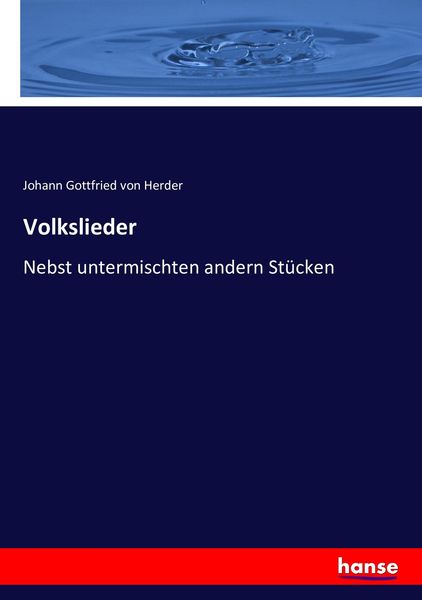 Johann Gottfried von Herder
Volkslieder
Nebst untermischten andern Stücken
hanse